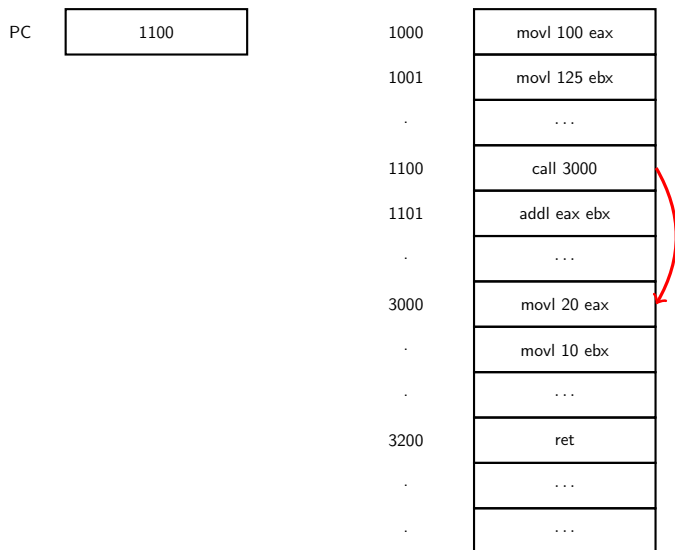 PC 1100 1000 movl 100 eax
1001 movl 125 ebx
. . . .
1100 call 3000
1101 addl eax ebx
. . . .
3000 movl 20 eax
. movl 10 ebx
. . . .
3200 ret
. . . .
. . . .